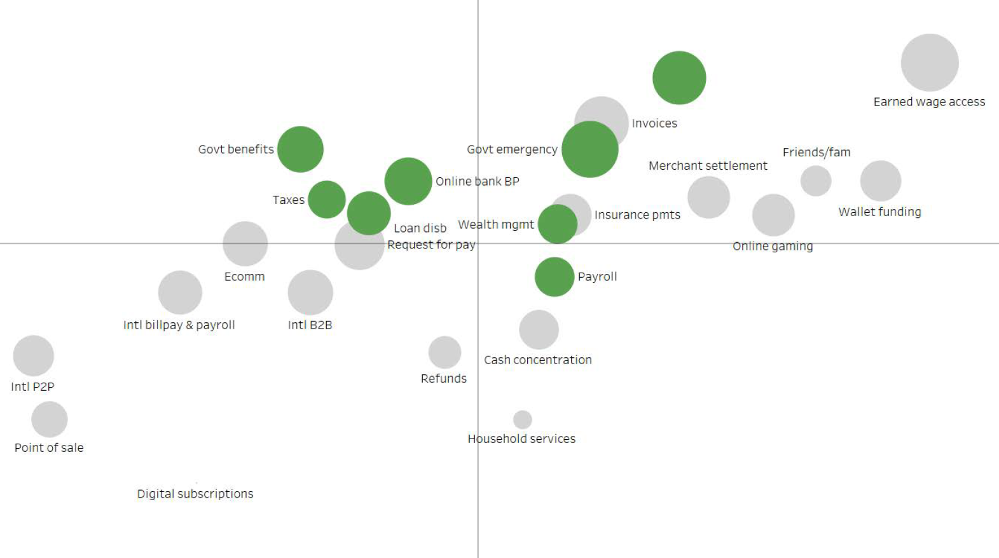 Earned wage access
Invoices
Govt benefits
Govt emergency
Friends/fam
Merchant settlement
Online bank BP
Taxes
Wallet funding
Insurance pmts
Wealth mgmt
Loan disb
Request for pay
Online gaming
Ecomm
Payroll
Intl billpay & payroll
Intl B2B
Cash concentration
Refunds
Intl P2P
Household services
Point of sale
Digital subscriptions